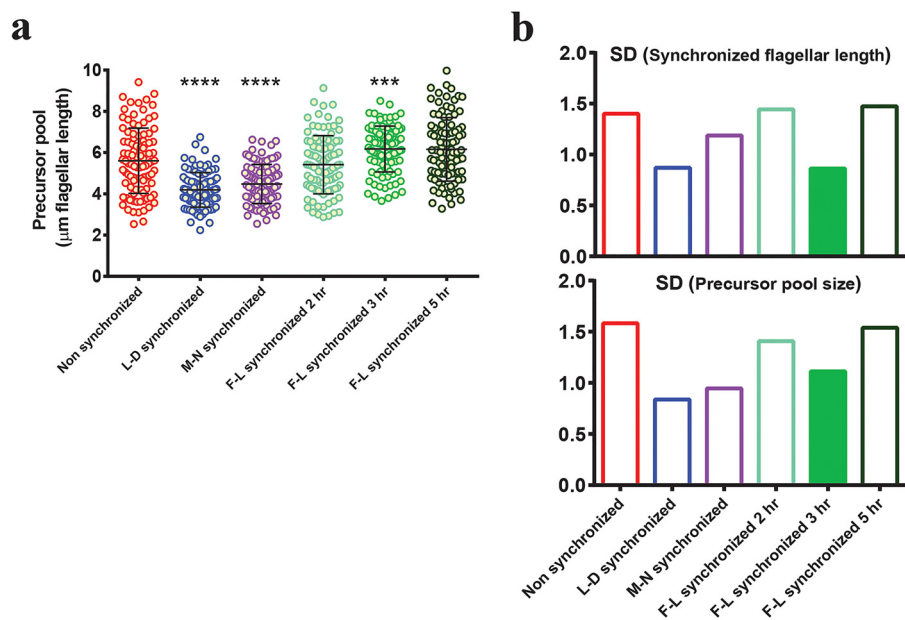 a
Precursor pool
(μm flagellar length)
10
8
6
4
2
0
****
****
***
Non synchronized
L-D synchronized
M-N synchronized
F-L synchronized 2 hr
F-L synchronized 3 hr
F-L synchronized 5 hr
b
SD (Synchronized flagellar length)
2.0
1.5
1.0
0.5
0.0
SD (Precursor pool size)
2.0
1.5
1.0
0.5
0.0
Non synchronized
L-D synchronized
M-N synchronized
F-L synchronized 2 hr
F-L synchronized 3 hr
F-L synchronized 5 hr